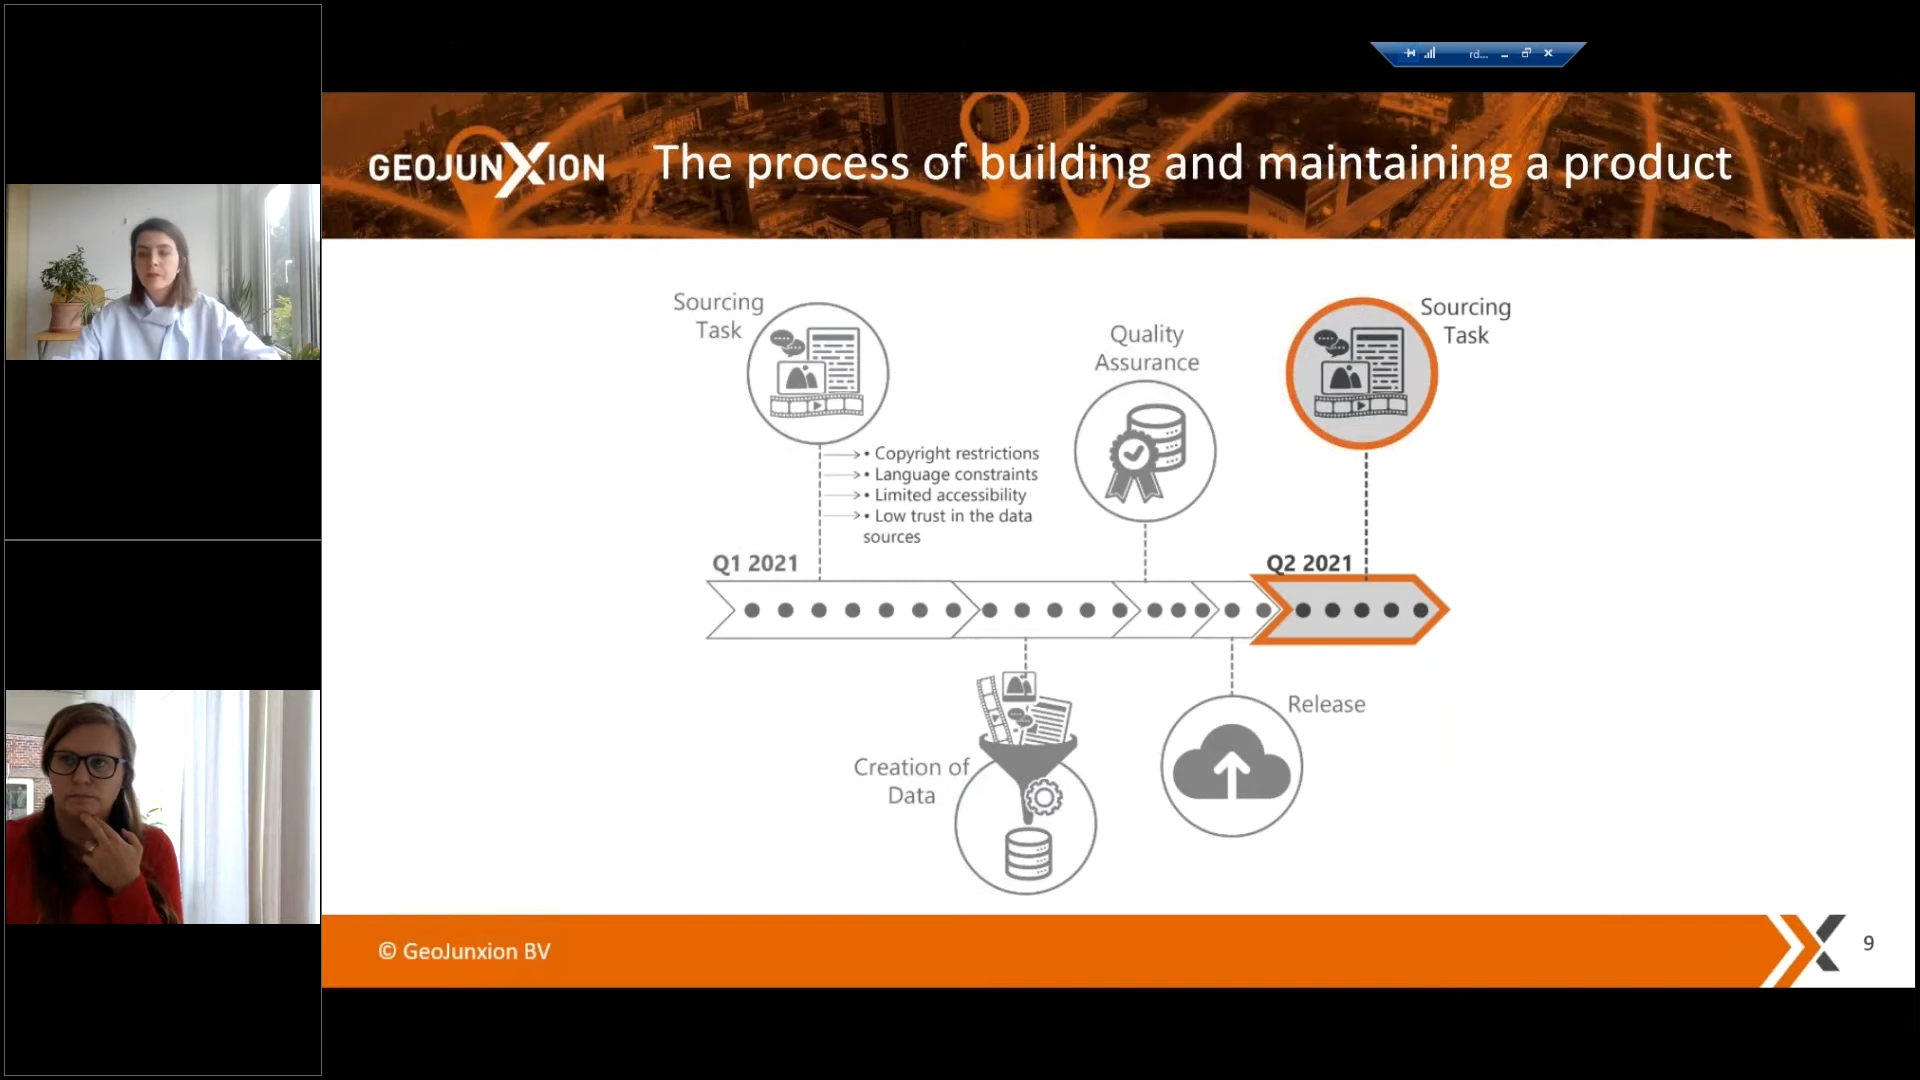 rd...
GEOJUNXION
The process of building and maintaining a product
Sourcing
Task
• Copyright restrictions
• Language constraints
• Limited accessibility
• Low trust in the data
sources
Quality
Assurance
Sourcing
Task
Q1 2021
Q2 2021
Creation of
Data
Release
© GeoJunxion BV
9